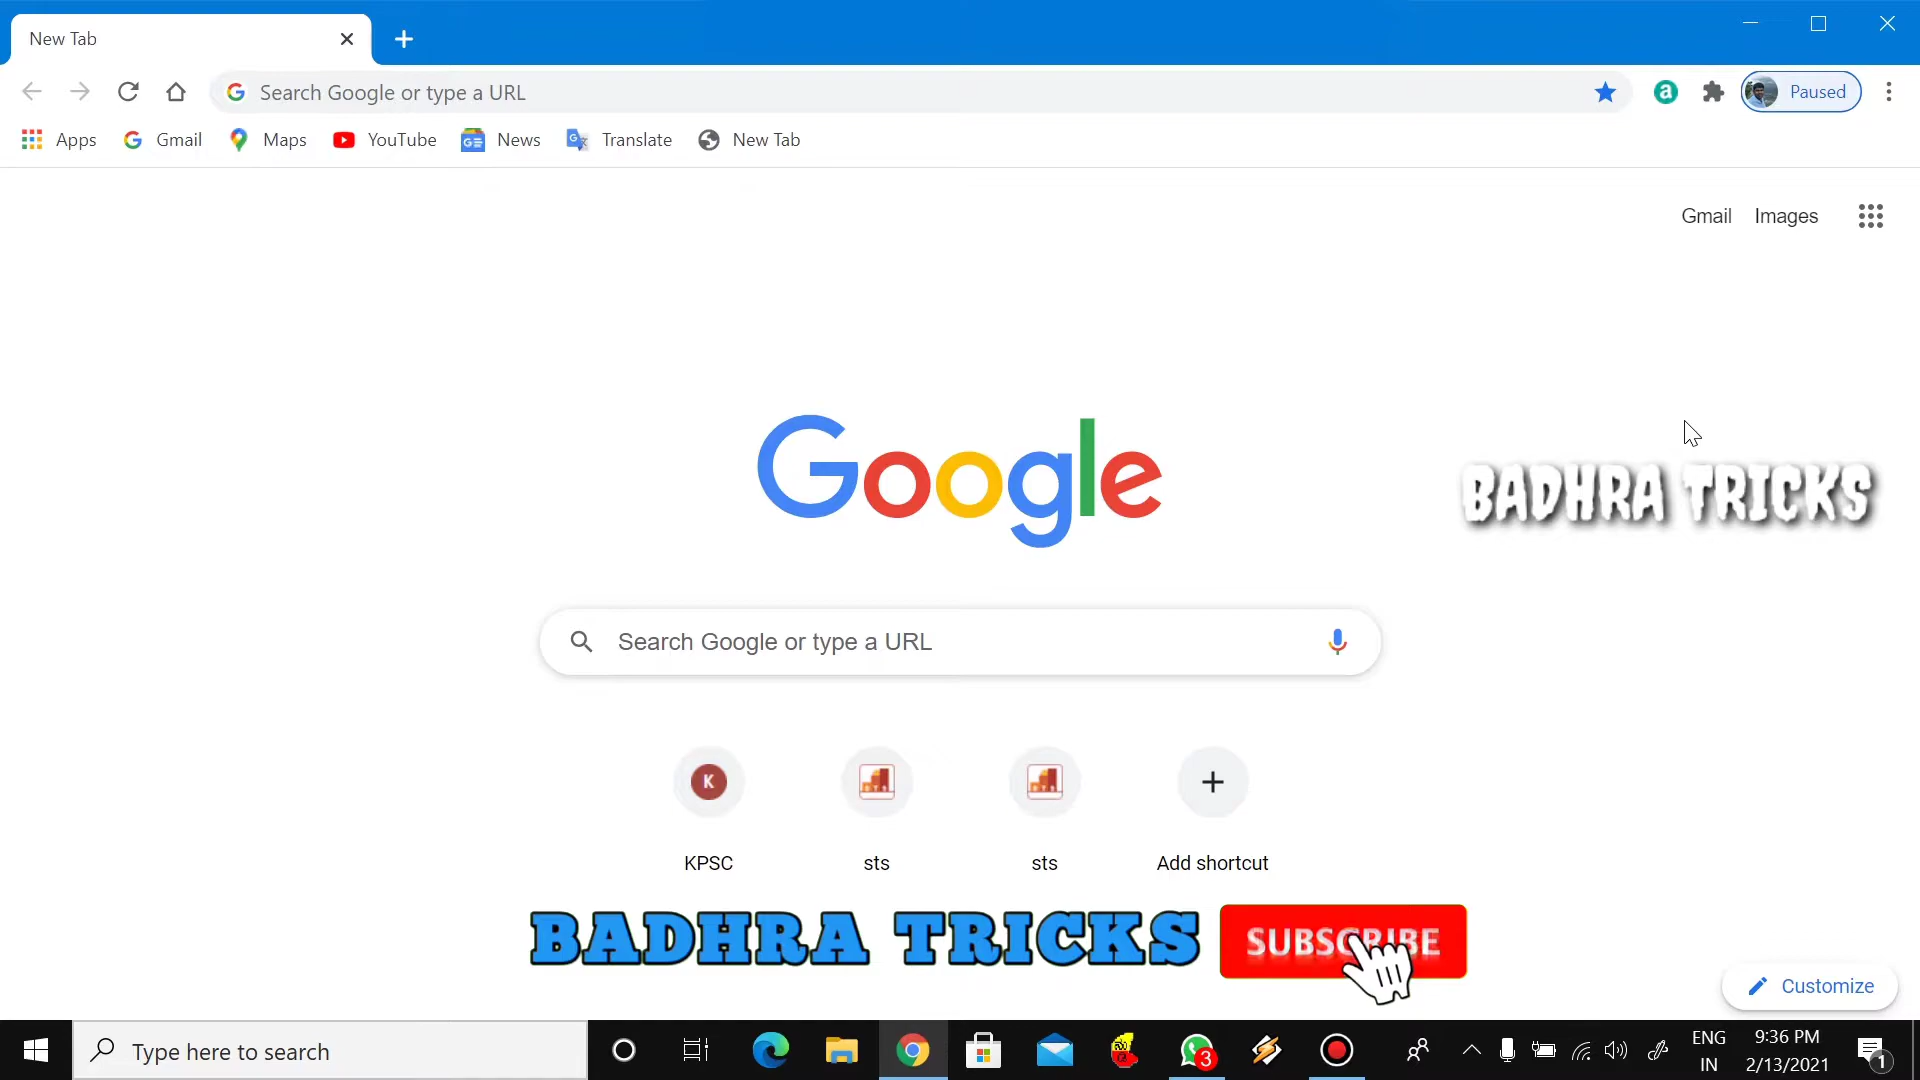 New Tab
Search Google or type a URL
a
Paused
Apps
Gmail
Maps
YouTube
News
Translate
New Tab
Gmail
Images
Google
BADHRA TRICKS
Search Google or type a URL
K
KPSC
sts
sts
Add shortcut
BADHRA TRICKS
SUBSCRIBE
Customize
Type here to search
3
ENG
IN
9:36 PM
2/13/2021
1